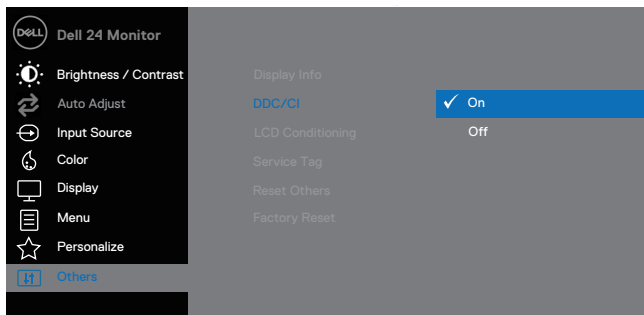 DELL
Dell 24 Monitor
Brightness / Contrast
Auto Adjust
Input Source
Color
Display
Menu
Personalize
Others
Display Info
DDC/CI
LCD Conditioning
Service Tag
Reset Others
Factory Reset
On
Off